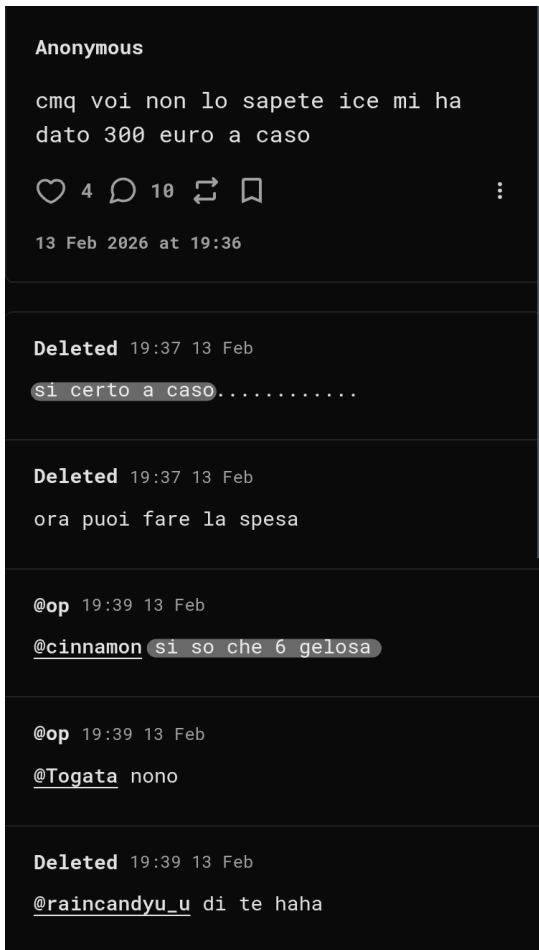 Anonymous
cmq voi non lo sapete ice mi ha
dato 300 euro a caso
4 10
13 Feb 2026 at 19:36
Deleted 19:37 13 Feb
si certo a caso............
Deleted 19:37 13 Feb
ora puoi fare la spesa
@op 19:39 13 Feb
@cinnamon si so che 6 gelosa
@op 19:39 13 Feb
@Togata nono
Deleted 19:39 13 Feb
@raincandyu_u di te haha